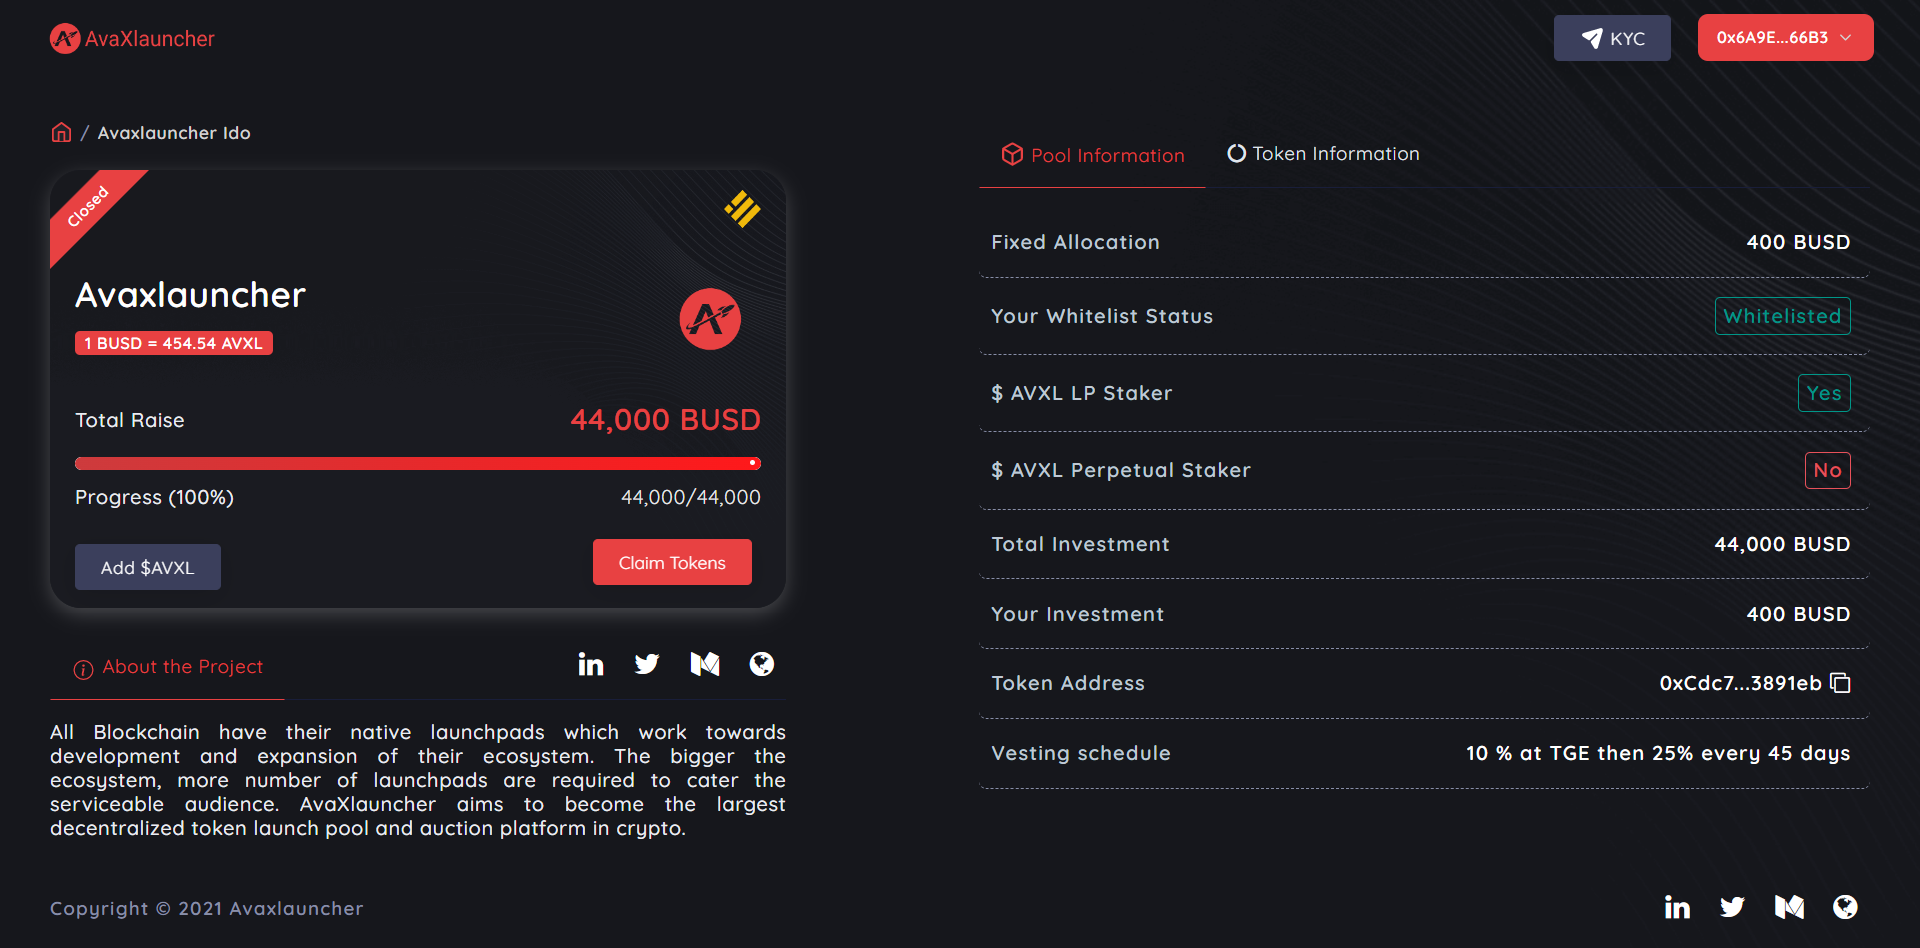 AvaXlauncher
KYC
0x6A9E...66B3
/ Avaxlauncher Ido
Closed
Avaxlauncher
1 BUSD = 454.54 AVXL
Total Raise
44,000 BUSD
Progress (100%)
44,000/44,000
Add $AVXL
Claim Tokens
About the Project
All Blockchain have their native launchpads which work towards
development and expansion of their ecosystem. The bigger the
ecosystem, more number of launchpads are required to cater the
serviceable audience. AvaXlauncher aims to become the largest
decentralized token launch pool and auction platform in crypto.
Pool Information
Token Information
Fixed Allocation
400 BUSD
Your Whitelist Status
Whitelisted
$ AVXL LP Staker
Yes
$ AVXL Perpetual Staker
No
Total Investment
44,000 BUSD
Your Investment
400 BUSD
Token Address
0xCdc7...3891eb
Vesting schedule
10 % at TGE then 25% every 45 days
Copyright © 2021 Avaxlauncher